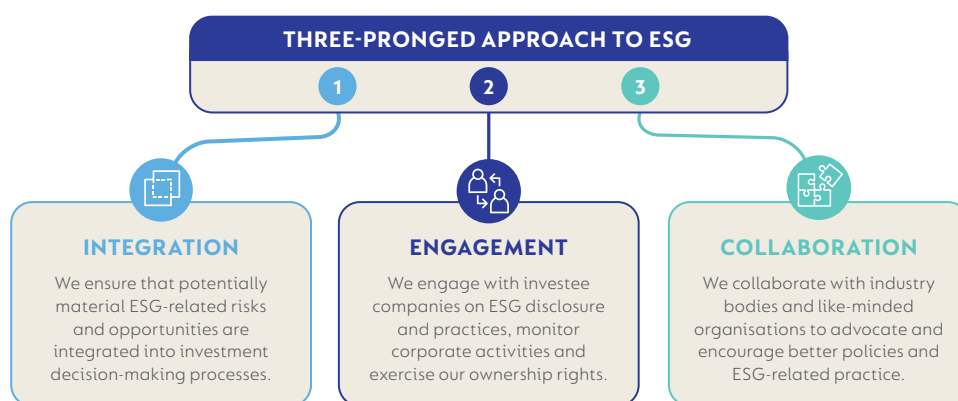 THREE-PRONGED APPROACH TO ESG
1
2
3
INTEGRATION
We ensure that potentially
material ESG-related risks
and opportunities are
integrated into investment
decision-making processes.
ENGAGEMENT
We engage with investee
companies on ESG disclosure
and practices, monitor
corporate activities and
exercise our ownership rights.
COLLABORATION
We collaborate with industry
bodies and like-minded
organisations to advocate and
encourage better policies and
ESG-related practice.